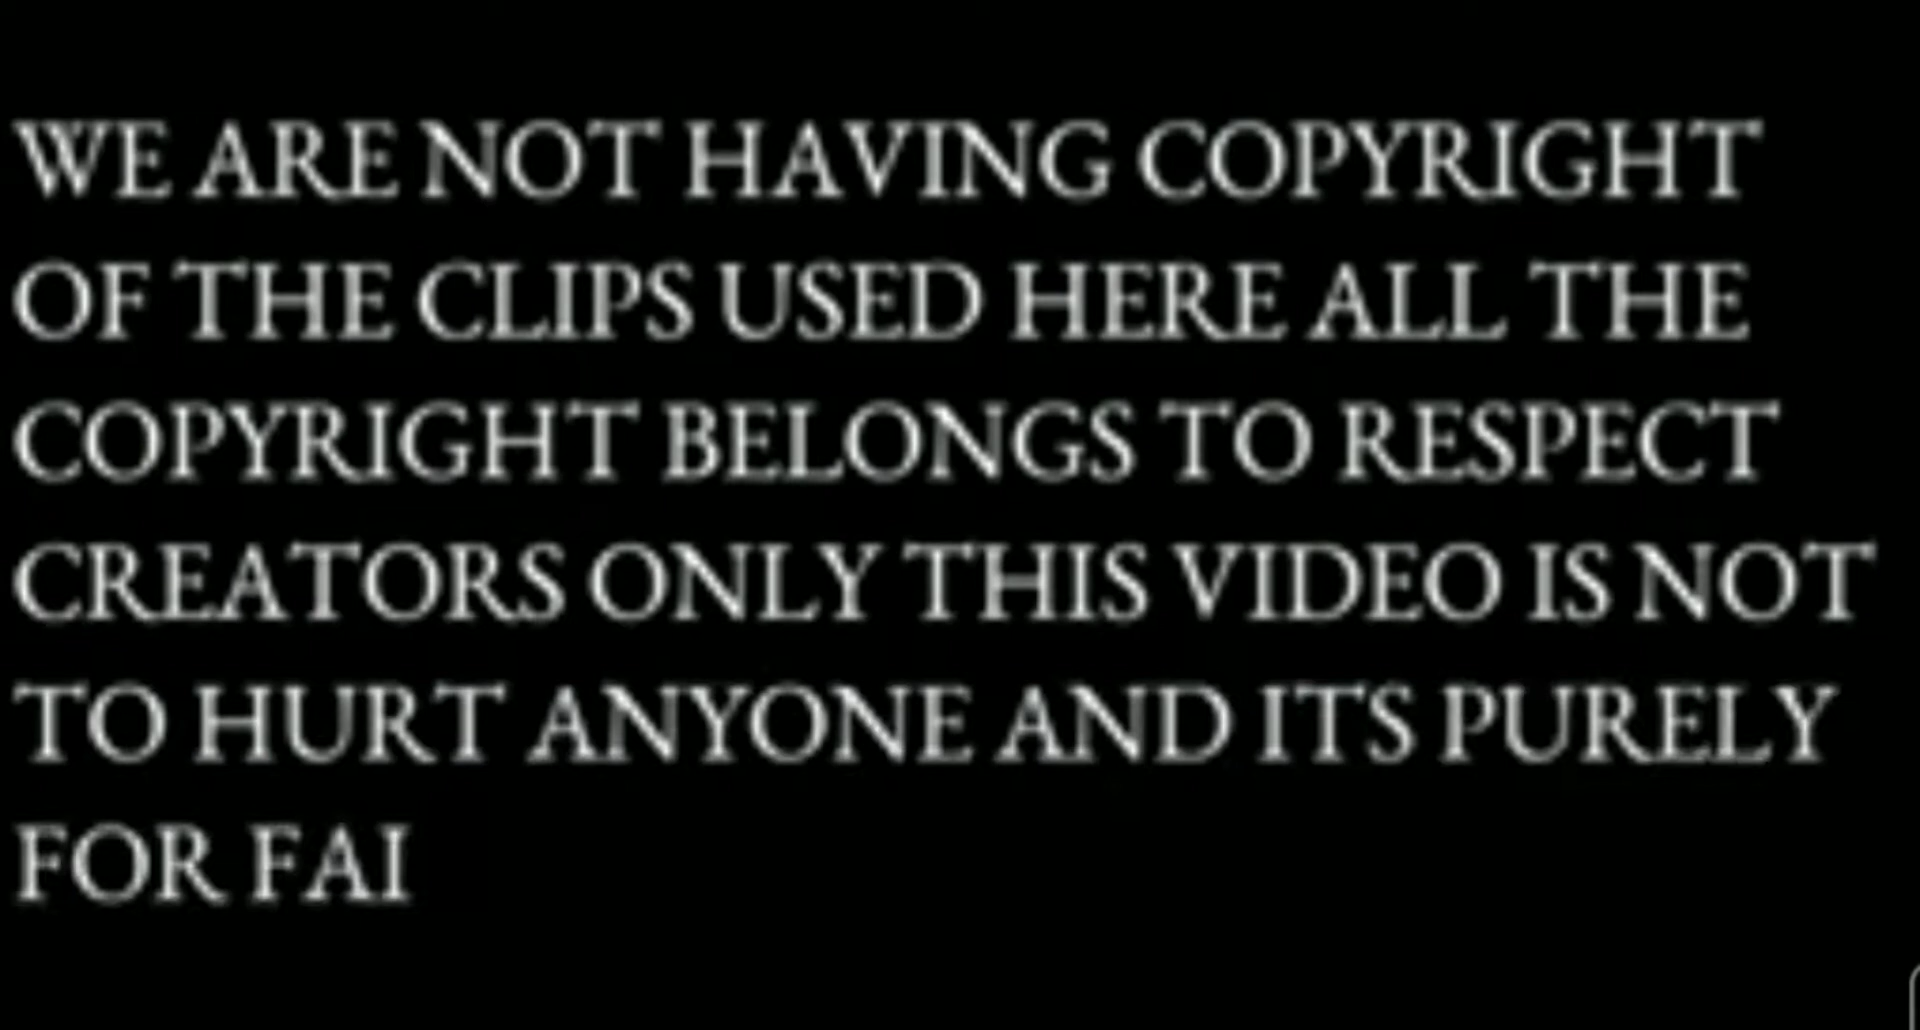 WE ARE NOT HAVING COPYRIGHT
OF THE CLIPS USED HERE ALL THE
COPYRIGHT BELONGS TO RESPECT
CREATORS ONLY THIS VIDEO IS NOT
TO HURT ANYONE AND ITS PURELY
FOR FAI